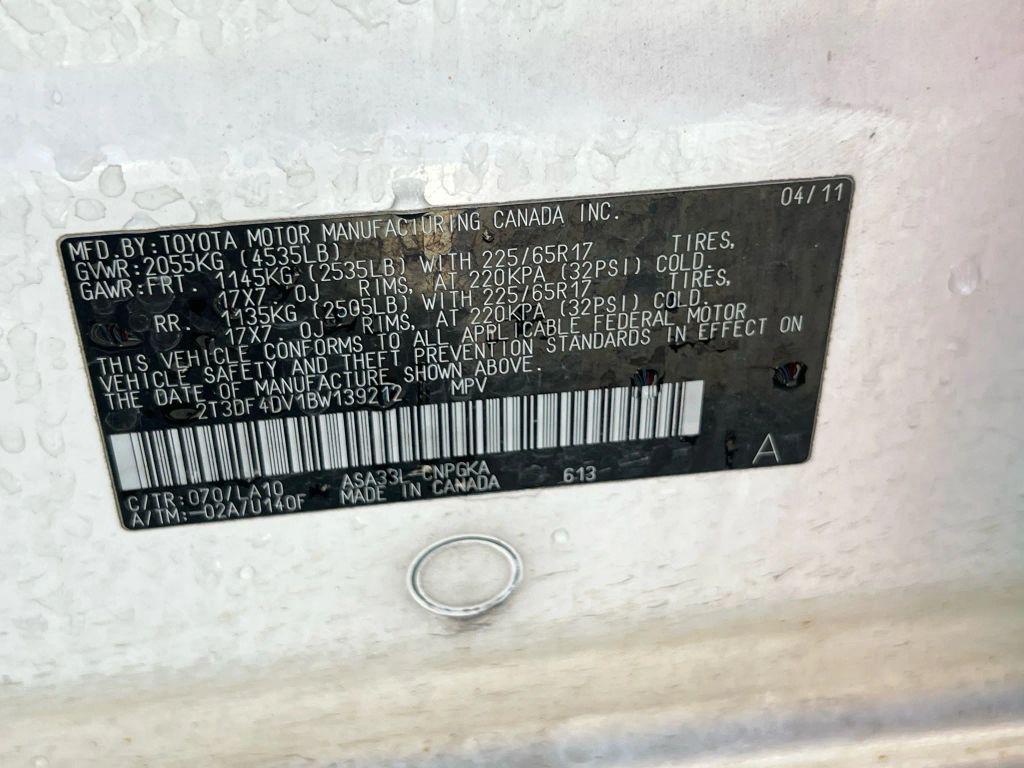 04/11
MFD.BY:TOYOTA MOTOR MANUFACTURING CANADA INC.
GVWR:2055KG (4535LB)
GAWR:FRT. 1145KG (2535LB) WITH 225/65R17 TIRES,
17X7 0J RIMS, AT 220KPA (32PSI) COLD.
RR. 1135KG (2505LB) WITH 225/65R17 TIRES,
17X7 0J RIMS, AT 220KPA (32PSI) COLD.
THIS VEHICLE CONFORMS TO ALL APPLICABLE FEDERAL MOTOR
VEHICLE SAFETY AND THEFT PREVENTION STANDARDS IN EFFECT ON
THE DATE OF MANUFACTURE SHOWN ABOVE.
2T3DF4DV1BW139212 MPV
C/TR:070/LA10 ASA33L-CNPGKA 613 A
A/TM:-02A/U140F MADE IN CANADA